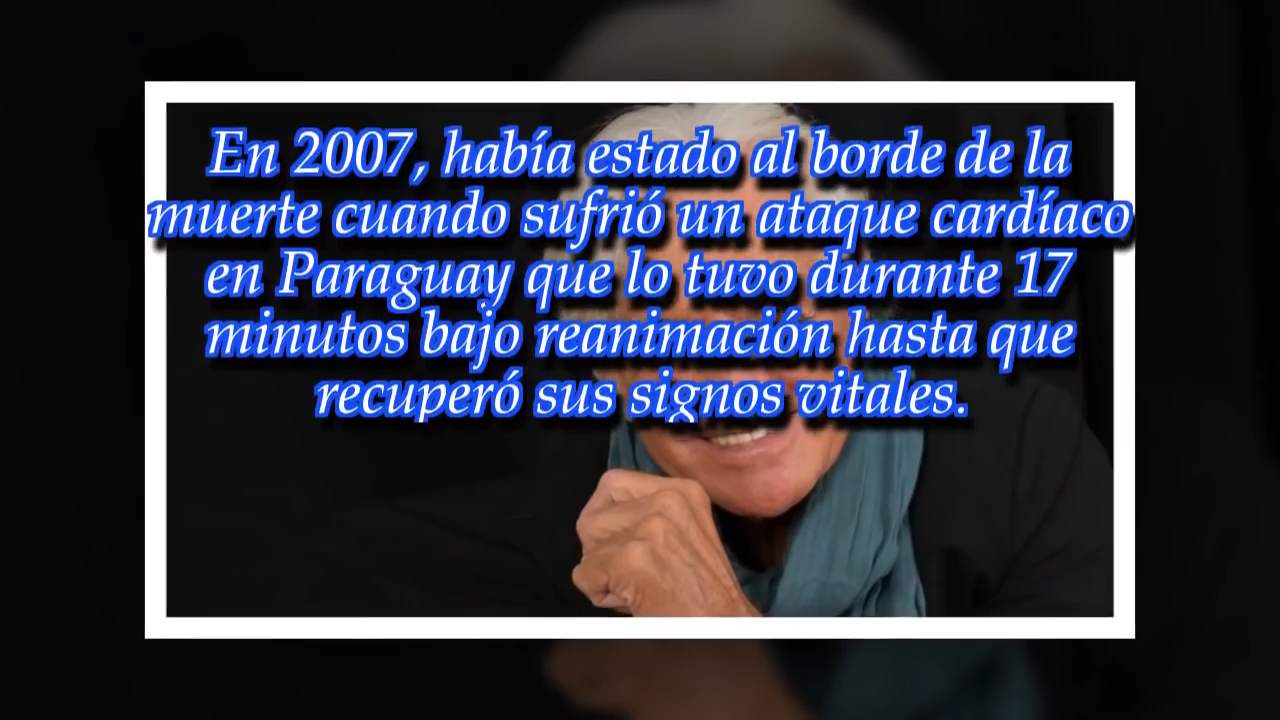 En 2007, había estado al borde de la
muerte cuando sufrió un ataque cardíaco
en Paraguay que lo tuvo durante 17
minutos bajo reanimación hasta que
recuperó sus signos vitales.